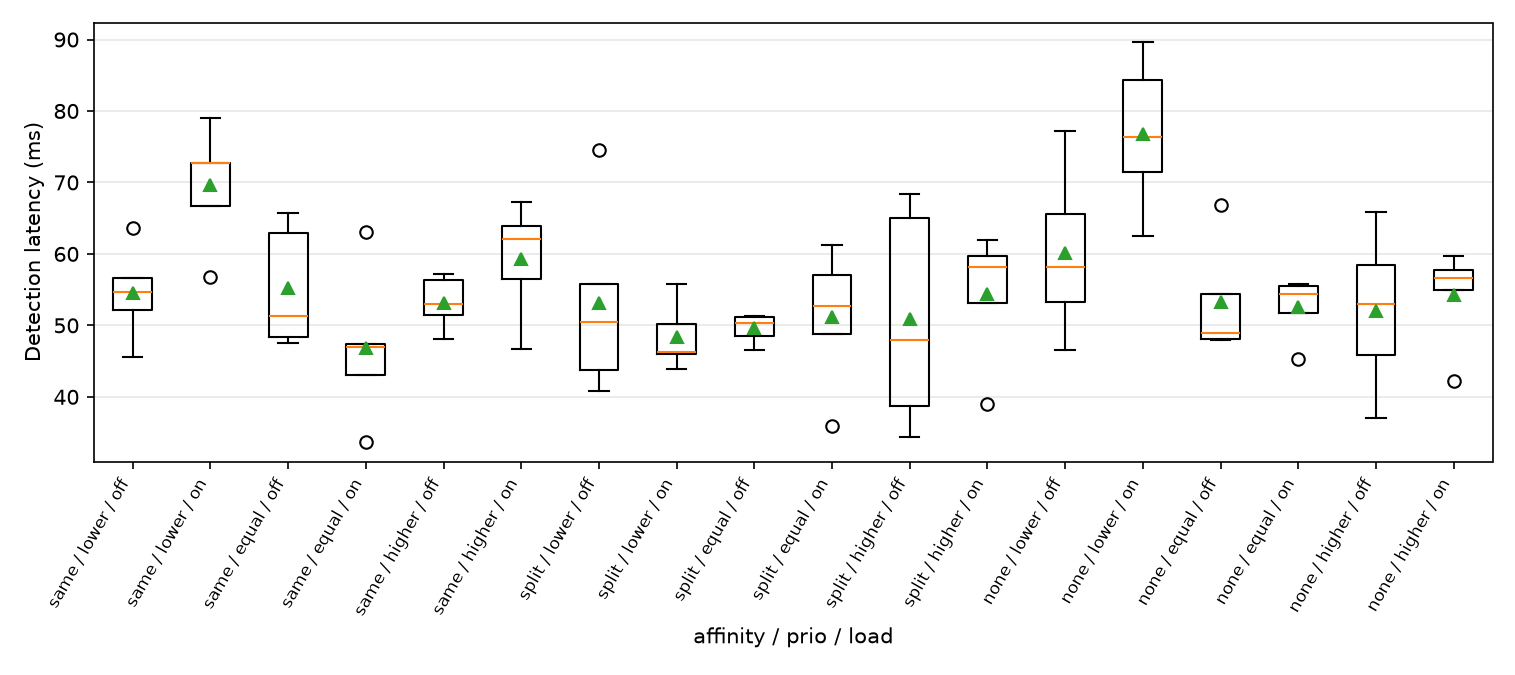 Detection latency (ms)
90
80
70
60
50
40
same / lower / off
same / lower / on
same / equal / off
same / equal / on
same / higher / off
same / higher / on
split / lower / off
split / lower / on
split / equal / off
split / equal / on
split / higher / off
split / higher / on
none / lower / off
none / lower / on
none / equal / off
none / equal / on
none / higher / off
none / higher / on
affinity / prio / load